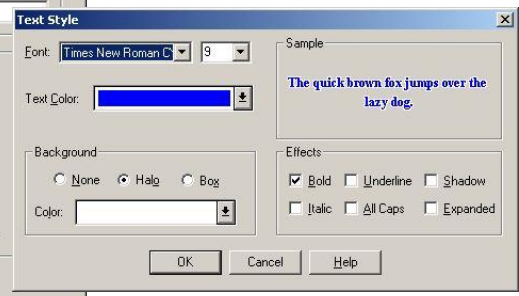 Text Style
Font: Times New Roman C 9
Sample
The quick brown fox jumps over the
lazy dog.
Text Color:
Background
None Halo Box
Color:
Effects
Bold Underline Shadow
Italic All Caps Expanded
OK Cancel Help